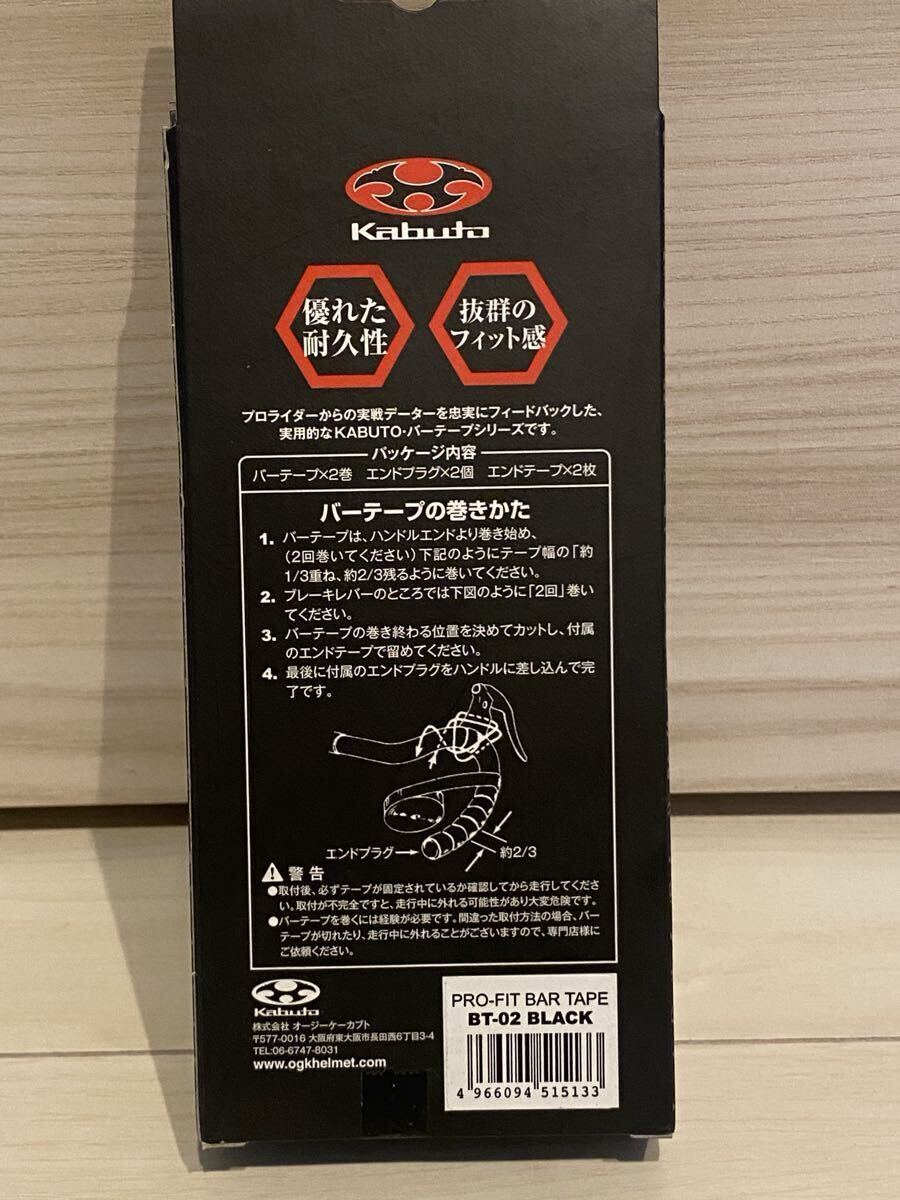 Kabuto
優れた
耐久性
抜群の
フィット感
プロライダーからの実戦データーを忠実にフィードバックした、
実用的なKABUTO・バーテープシリーズです。
パッケージ内容
バーテープ×2巻 エンドプラグ×2個 エンドテープ×2枚
バーテープの巻きかた
1. バーテープは、ハンドルエンドより巻き始め、
(2回巻いてください)下記のようにテープ幅の「約
1/3重ね、約2/3残るように巻いてください。
2. ブレーキレバーのところでは下図のように「2回」巻い
てください。
3. バーテープの巻き終わる位置を決めてカットし、付属
のエンドテープで留めてください。
4. 最後に付属のエンドプラグをハンドルに差し込んで完
了です。
エンドプラグ
約2/3
警告
●取付後、必ずテープが固定されているか確認してから走行してくださ
い。取付が不完全ですと、走行中に外れる可能性があり大変危険です。
●バーテープを巻くには経験が必要です。間違った取付方法の場合、バー
テープが切れたり、走行中に外れることがございますので、専門店様に
ご依頼ください。
Kabuto
株式会社 オージーケーカブト
〒577-0016 大阪府東大阪市長田西6丁目3-4
TEL:06-6747-8031
www.ogkhelmet.com
PRO-FIT BAR TAPE
BT-02 BLACK
4 966094 515133